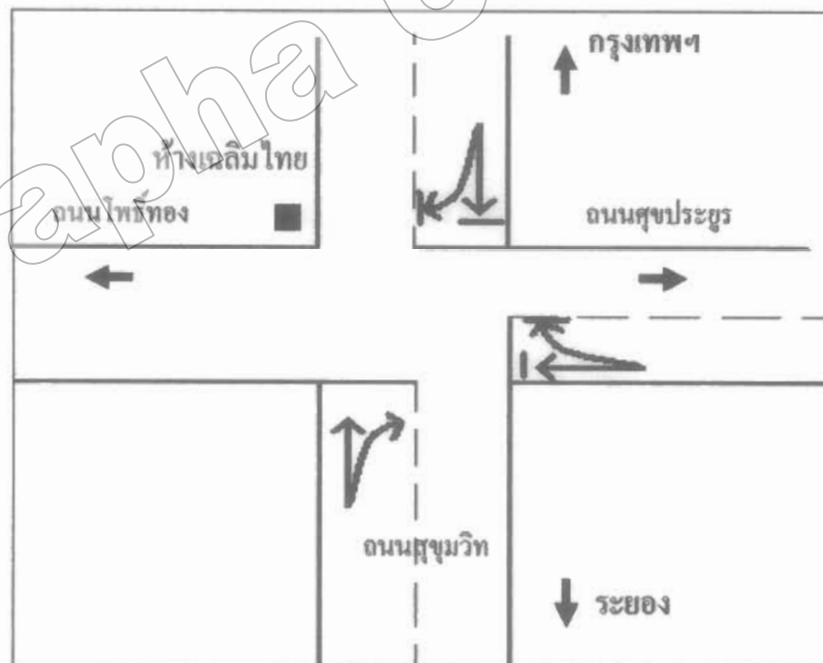 กรุงเทพฯ
ห้างเฉลิมไทย
ถนนโพธิ์ทอง
ถนนสุขประยูร
ถนนสุขุมวิท
ระยอง
apha